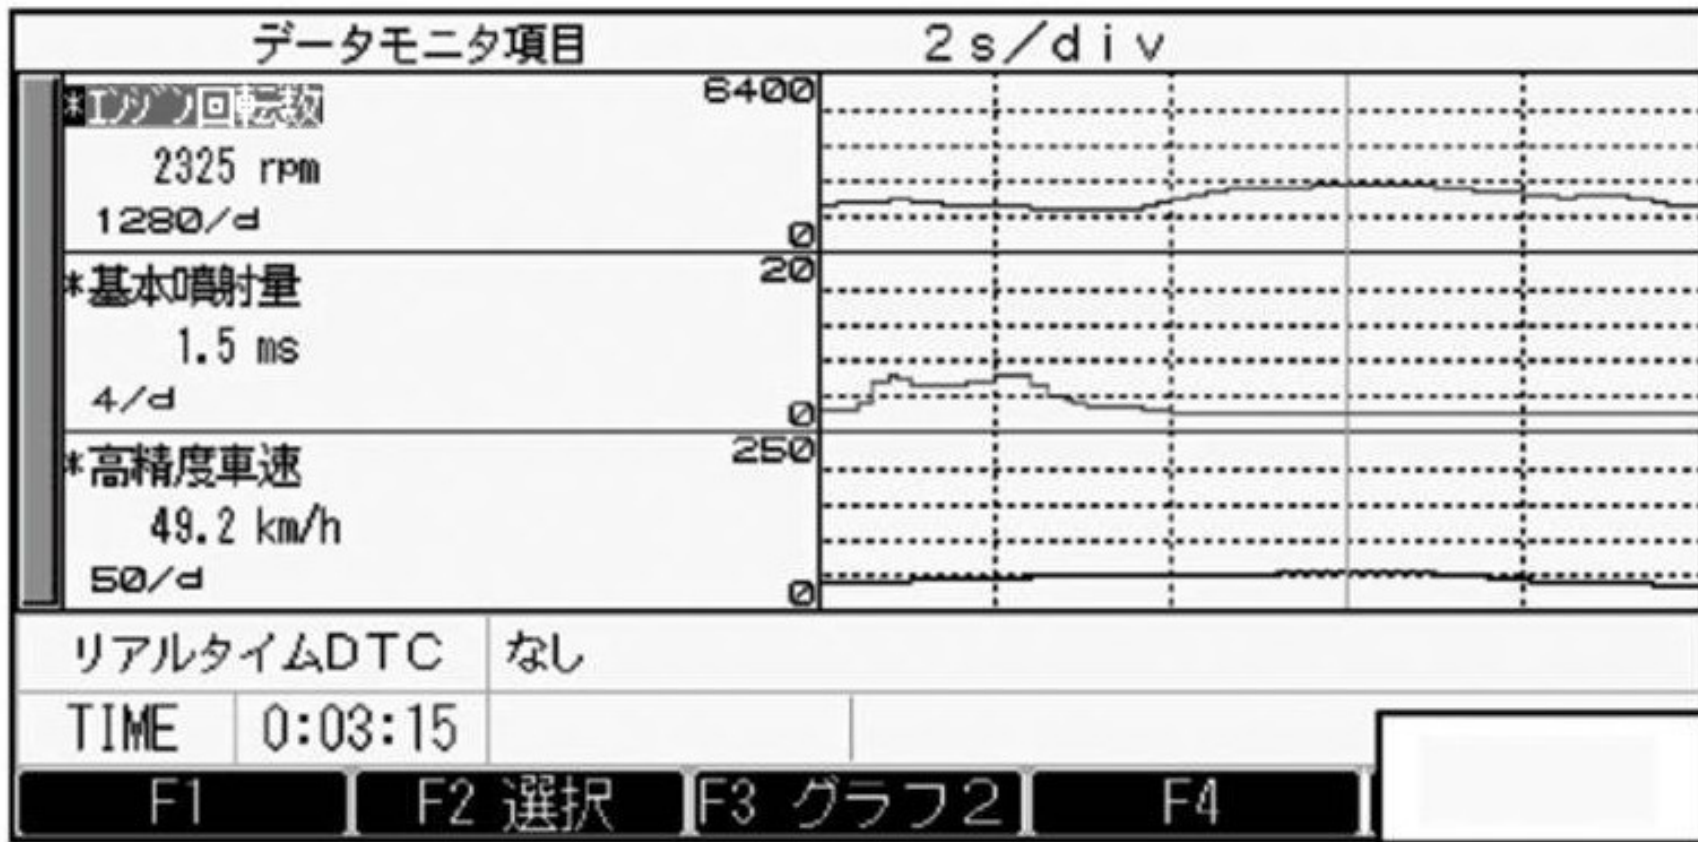 データモニタ項目 2s/div
*エンジン回転数 6400
2325 rpm
1280/d 0
*基本噴射量 20
1.5 ms
4/d 0
*高精度車速 250
49.2 km/h
50/d 0
リアルタイムDTC なし
TIME 0:03:15
F1 F2 選択 F3 グラフ2 F4